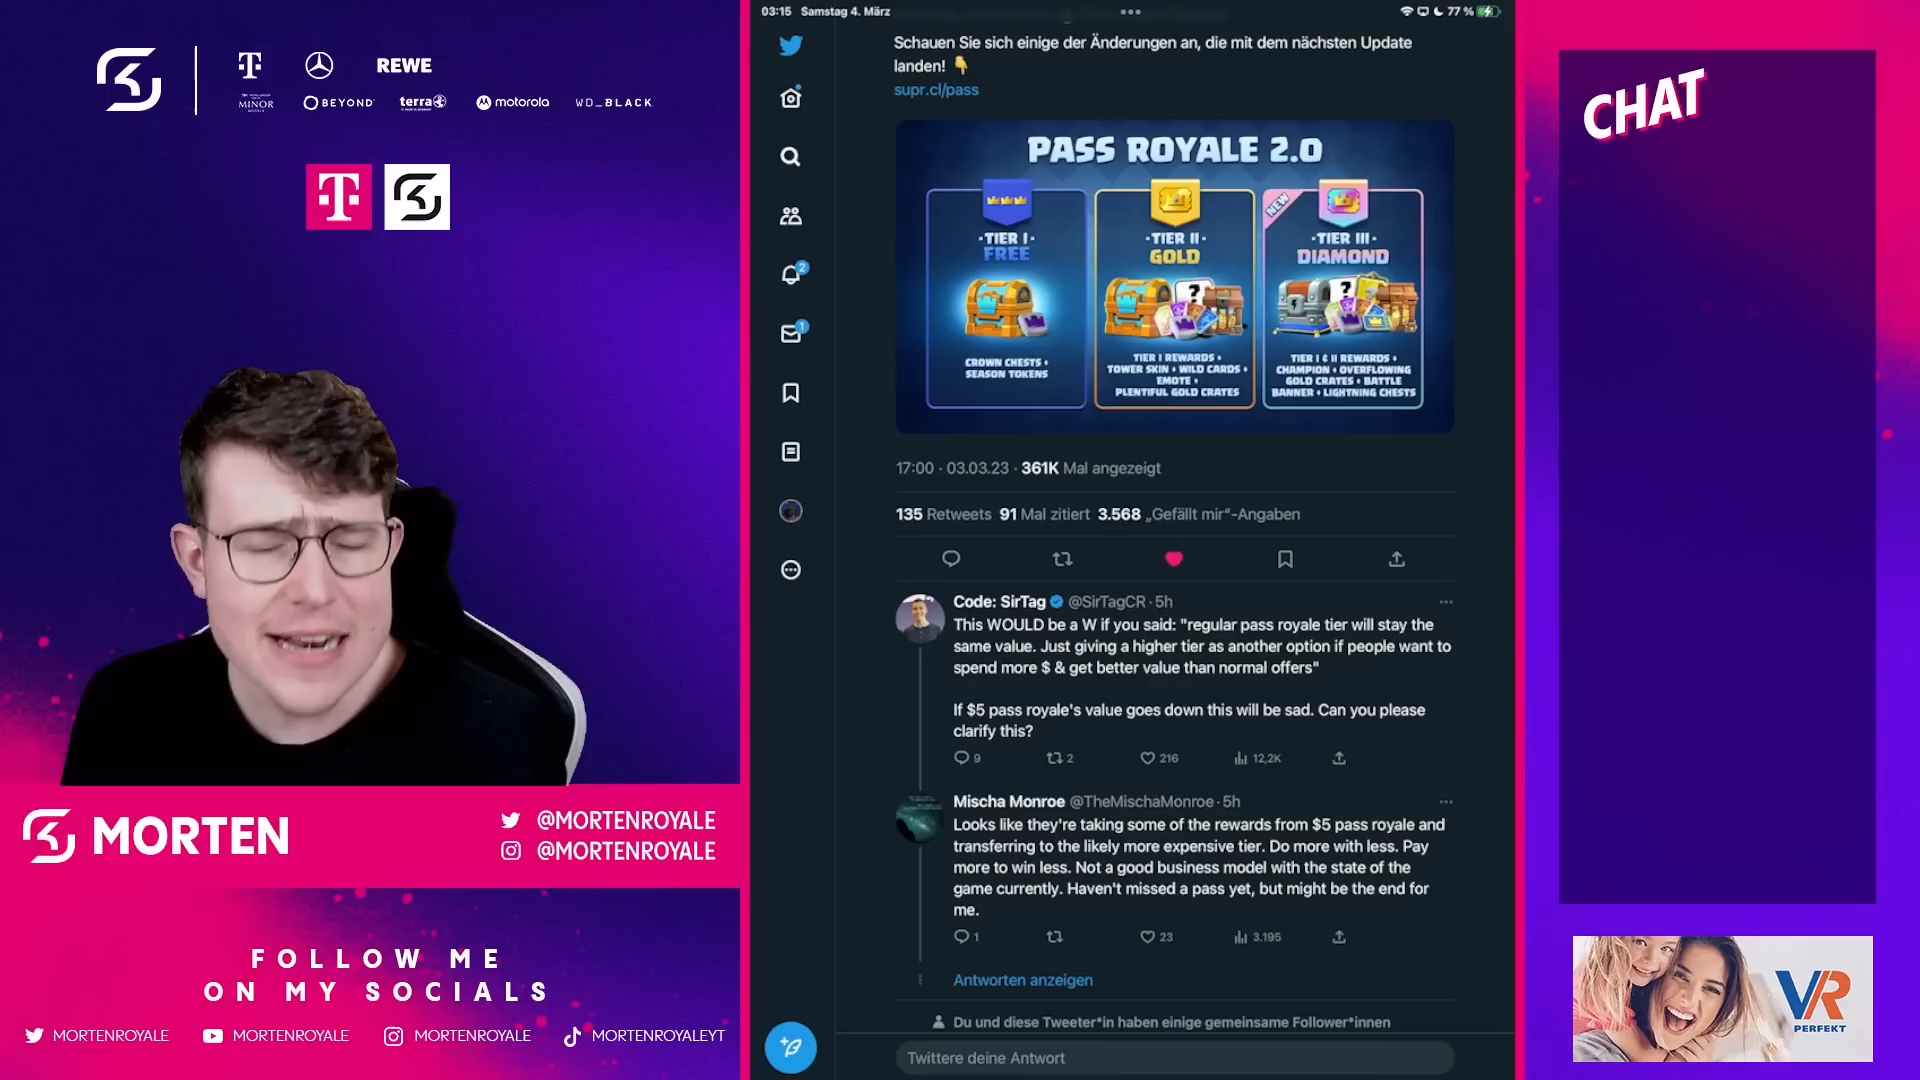 T
REWE
MINOR
BEYOND
terra
motorola
WD_BLACK
T
MORTEN
@MORTENROYALE
@MORTENROYALE
FOLLOW ME
ON MY SOCIALS
MORTENROYALE
MORTENROYALE
MORTENROYALE
MORTENROYALEYT
03:15 Samstag 4. März
77 %
2
1
Schauen Sie sich einige der Änderungen an, die mit dem nächsten Update
landen! 👇
supr.cl/pass
PASS ROYALE 2.0
·TIER I·
FREE
CROWN CHESTS +
SEASON TOKENS
·TIER II·
GOLD
?
TIER I REWARDS +
TOWER SKIN + WILD CARDS +
EMOTE +
PLENTIFUL GOLD CRATES
NEW
·TIER III·
DIAMOND
?
TIER I & II REWARDS +
CHAMPION + OVERFLOWING
GOLD CRATES + BATTLE
BANNER + LIGHTNING CHESTS
17:00 · 03.03.23 · 361K Mal angezeigt
135 Retweets 91 Mal zitiert 3.568 „Gefällt mir“-Angaben
Code: SirTag @SirTagCR · 5h
This WOULD be a W if you said: "regular pass royale tier will stay the
same value. Just giving a higher tier as another option if people want to
spend more $ & get better value than normal offers"
If $5 pass royale's value goes down this will be sad. Can you please
clarify this?
9 2 216 12,2K
Mischa Monroe @TheMischaMonroe · 5h
Looks like they're taking some of the rewards from $5 pass royale and
transferring to the likely more expensive tier. Do more with less. Pay
more to win less. Not a good business model with the state of the
game currently. Haven't missed a pass yet, but might be the end for
me.
1 23 3.195
Antworten anzeigen
Du und diese Tweeter*in haben einige gemeinsame Follower*innen
Twittere deine Antwort
CHAT
VR
PERFEKT